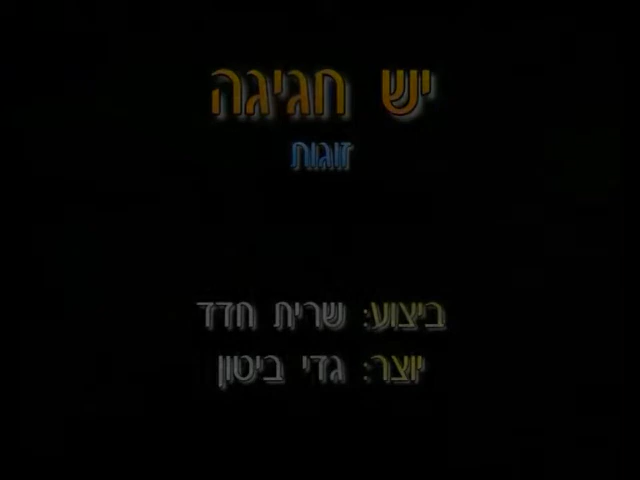 יש חגיגה
זוגות
ביצוע: שרית חדד
יוצר: גדי ביטון